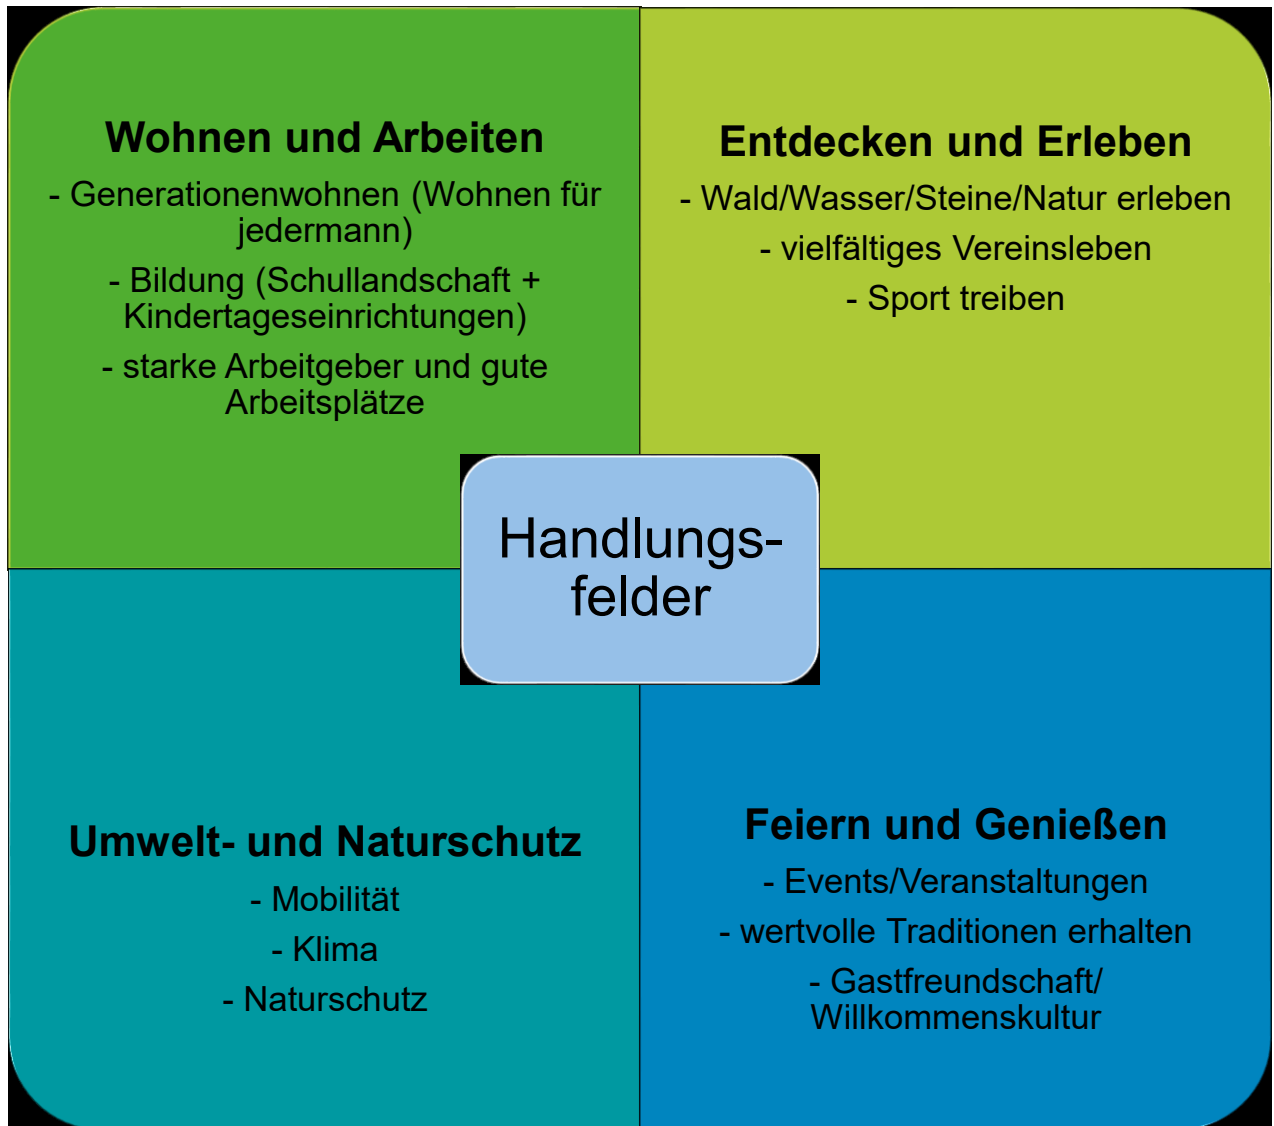 Wohnen und Arbeiten
- Generationenwohnen (Wohnen für
jedermann)
- Bildung (Schullandschaft +
Kindertageseinrichtungen)
- starke Arbeitgeber und gute
Arbeitsplätze
Entdecken und Erleben
- Wald/Wasser/Steine/Natur erleben
- vielfältiges Vereinsleben
- Sport treiben
Handlungs-
felder
Umwelt- und Naturschutz
- Mobilität
- Klima
- Naturschutz
Feiern und Genießen
- Events/Veranstaltungen
- wertvolle Traditionen erhalten
- Gastfreundschaft/
Willkommenskultur